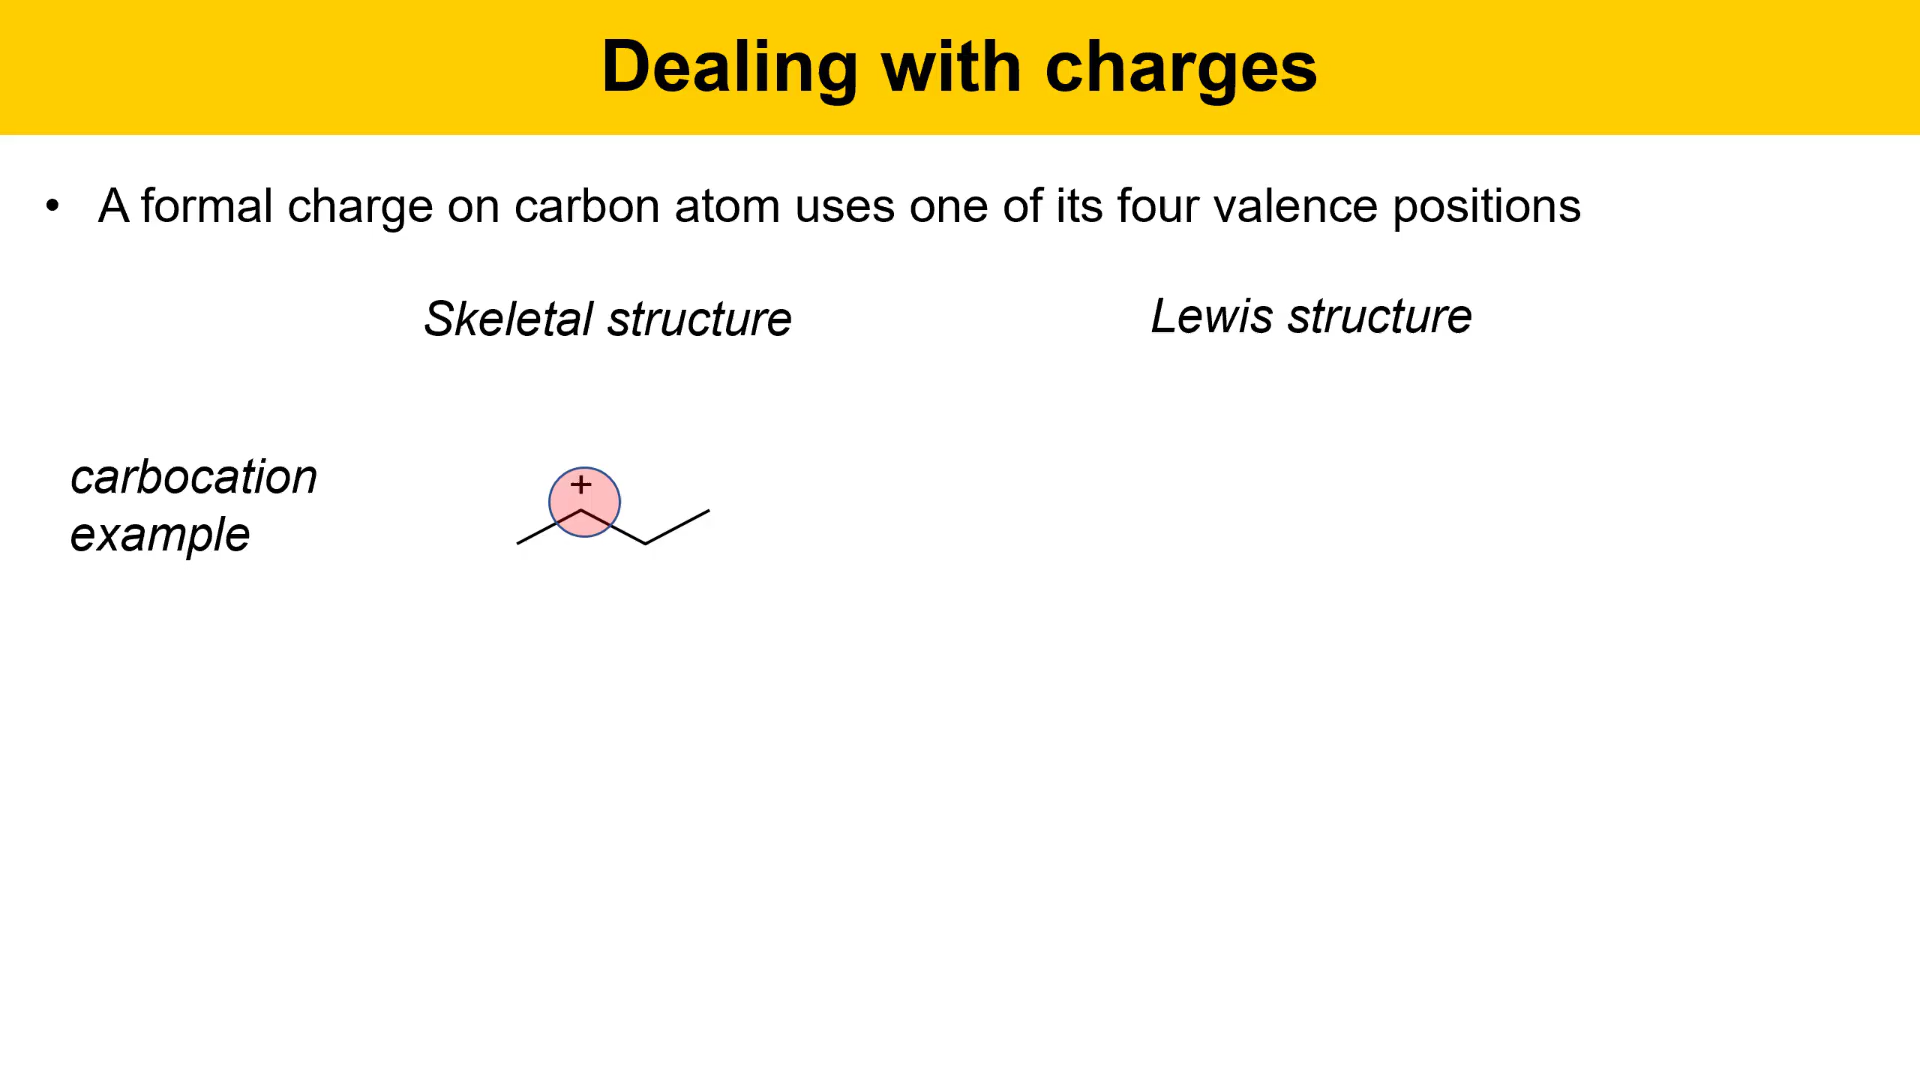 Dealing with charges
• A formal charge on carbon atom uses one of its four valence positions
Skeletal structure
Lewis structure
carbocation
example
+